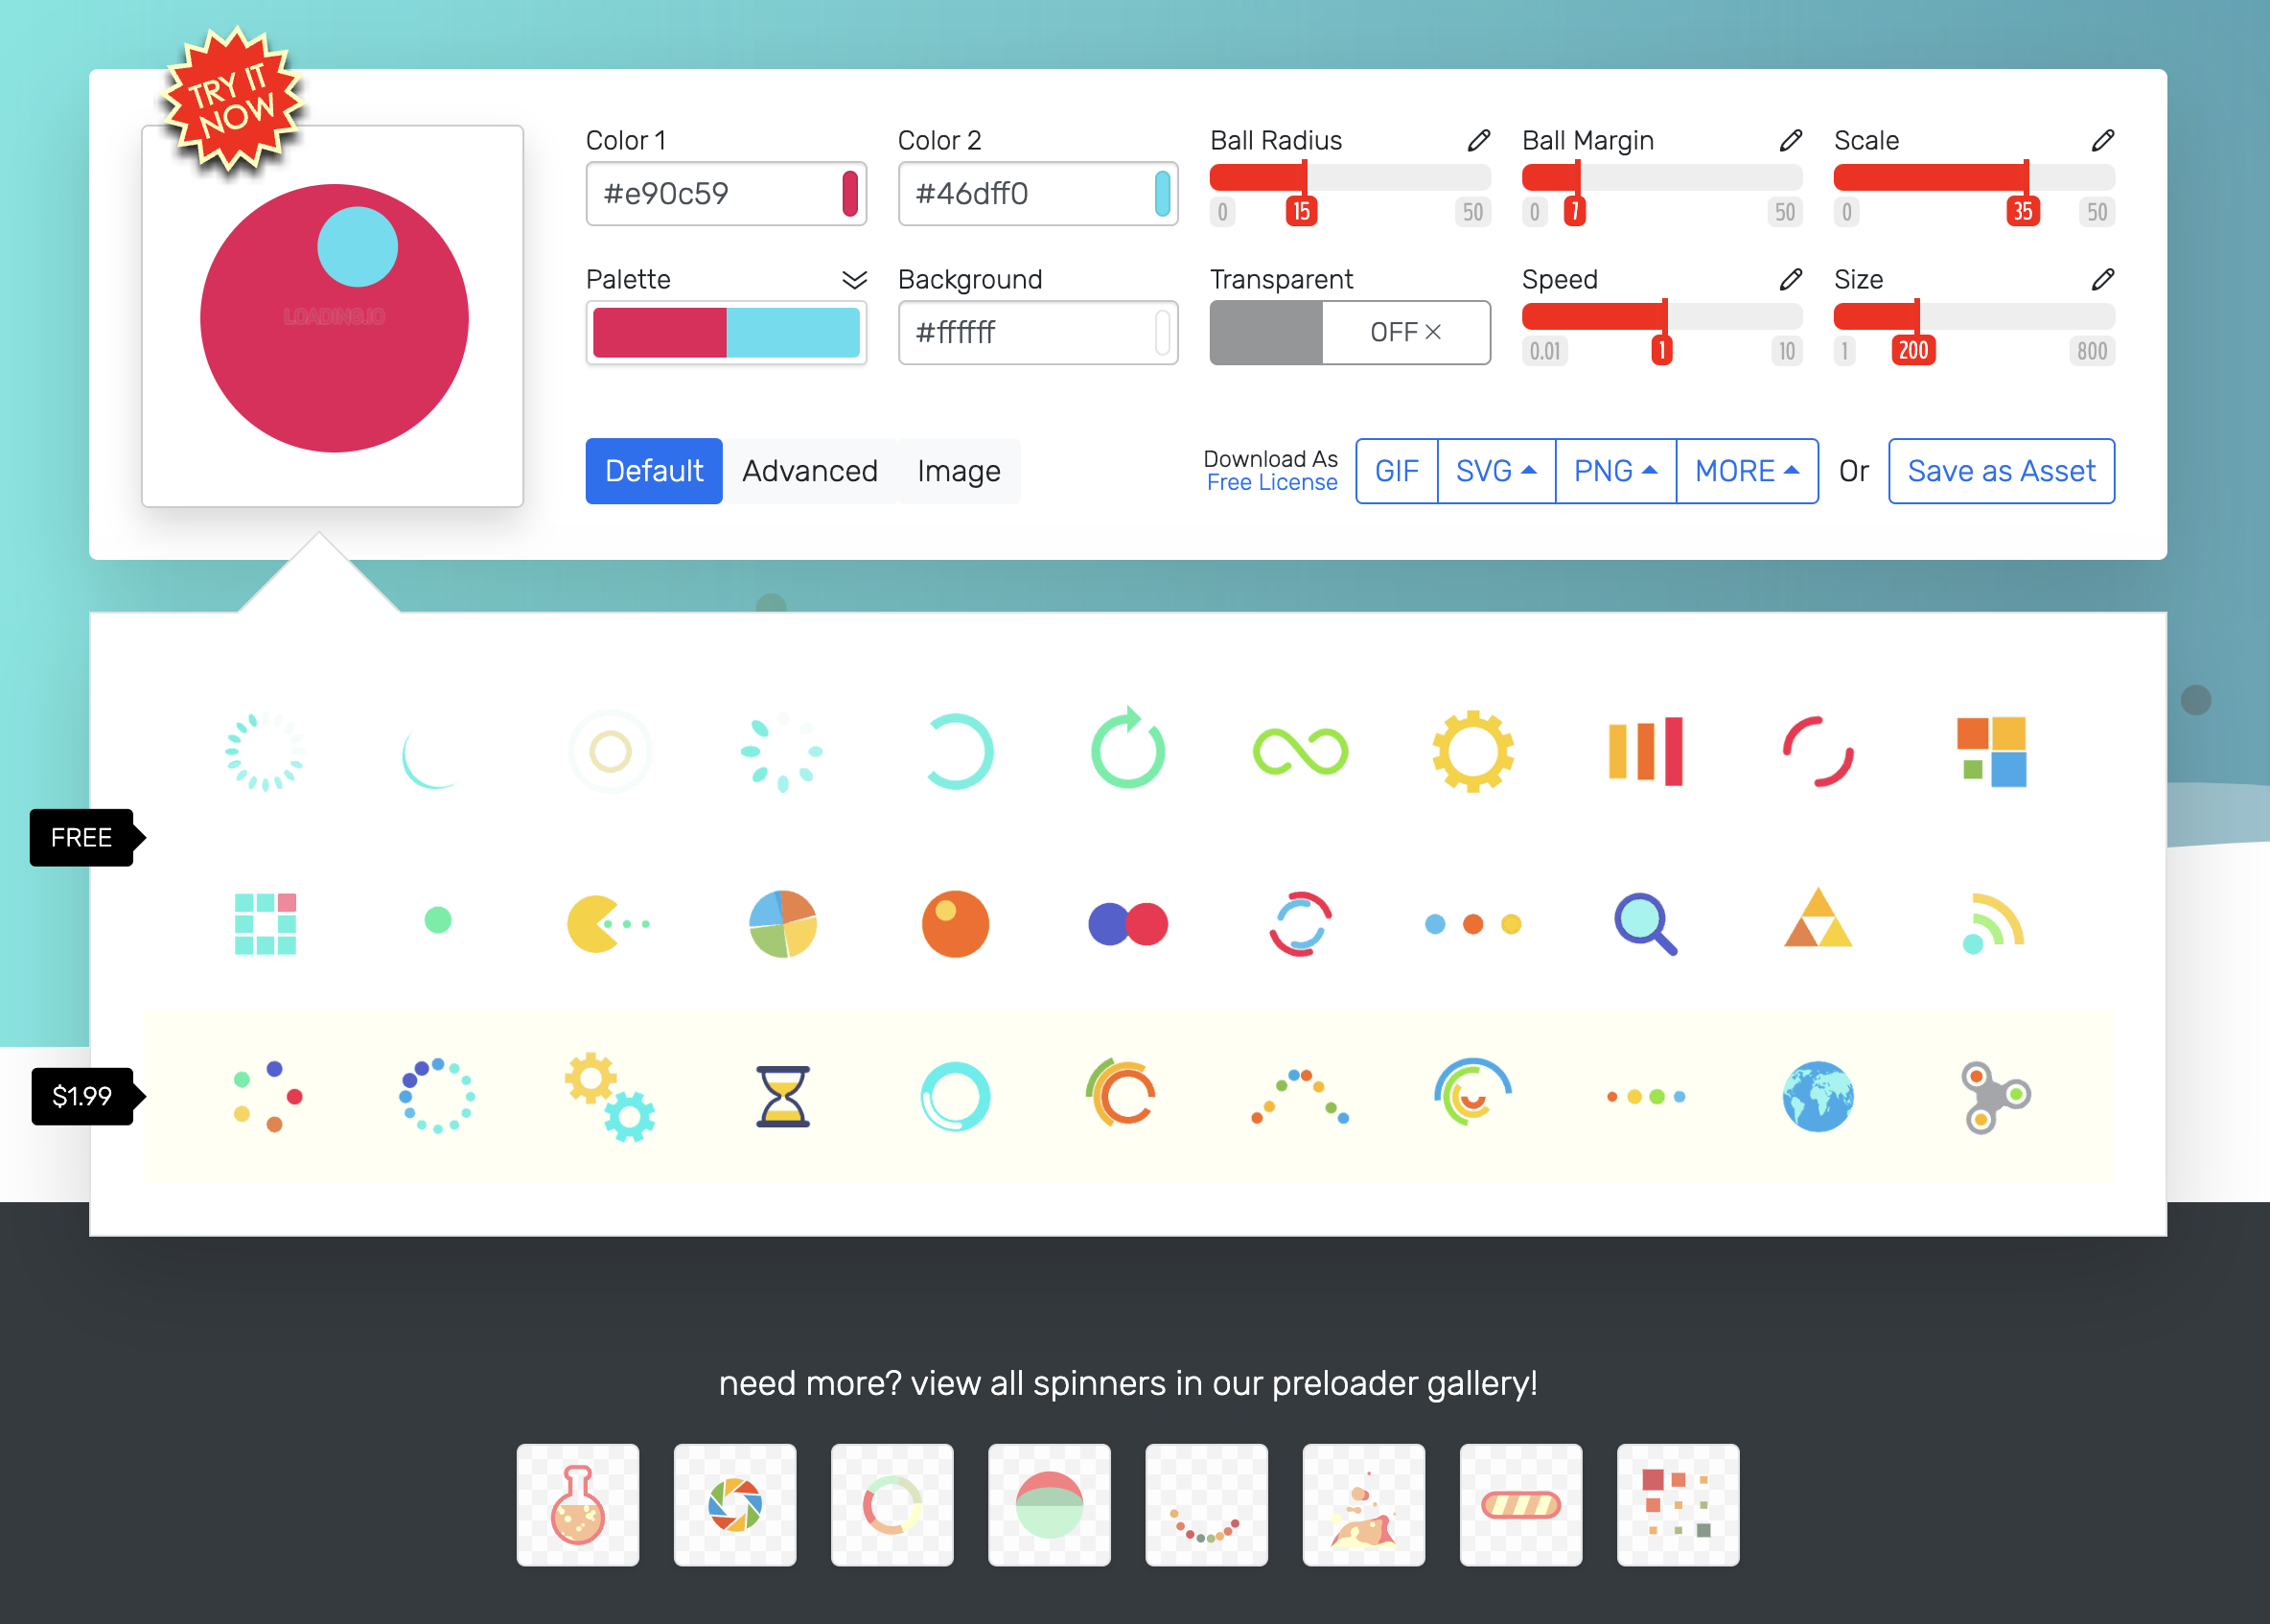 TRY IT
NOW
LOADING.IO
Color 1
#e90c59
Color 2
#46dff0
Ball Radius
0
15
50
Ball Margin
0
7
50
Scale
0
35
50
Palette
Background
#ffffff
Transparent
OFF
Speed
0.01
1
10
Size
1
200
800
Default
Advanced
Image
Download As
Free License
GIF
SVG
PNG
MORE
Or
Save as Asset
FREE
$1.99
need more? view all spinners in our preloader gallery!